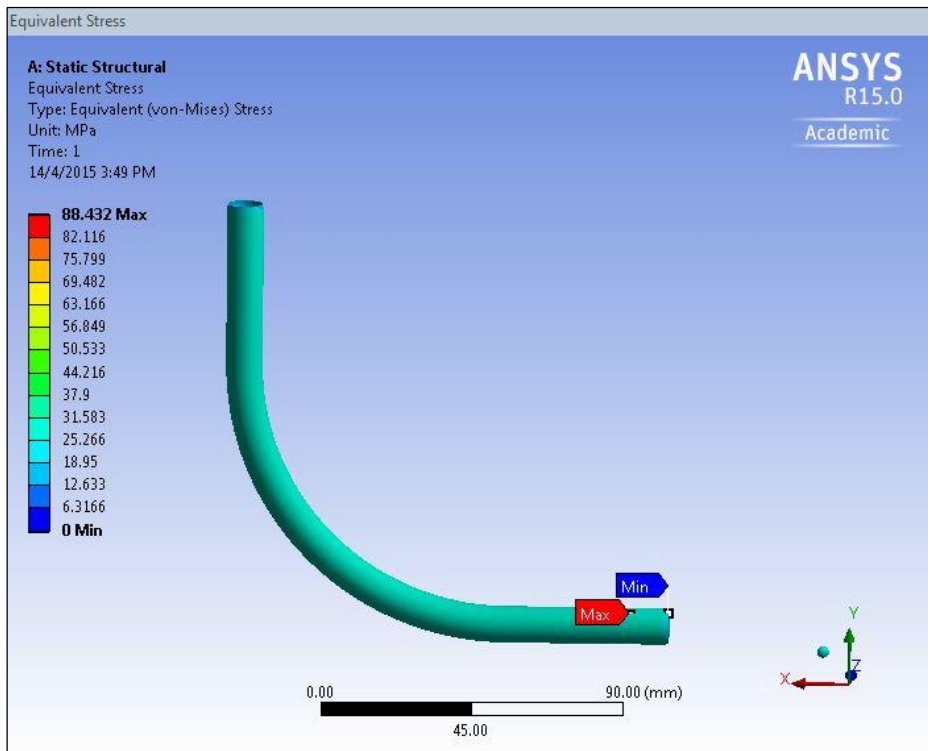 Equivalent Stress
A: Static Structural
Equivalent Stress
Type: Equivalent (von-Mises) Stress
Unit: MPa
Time: 1
14/4/2015 3:49 PM
ANSYS
R15.0
Academic
88.432 Max
82.116
75.799
69.482
63.166
56.849
50.533
44.216
37.9
31.583
25.266
18.95
12.633
6.3166
0 Min
Min
Max
Y
X
Z
0.00
90.00 (mm)
45.00